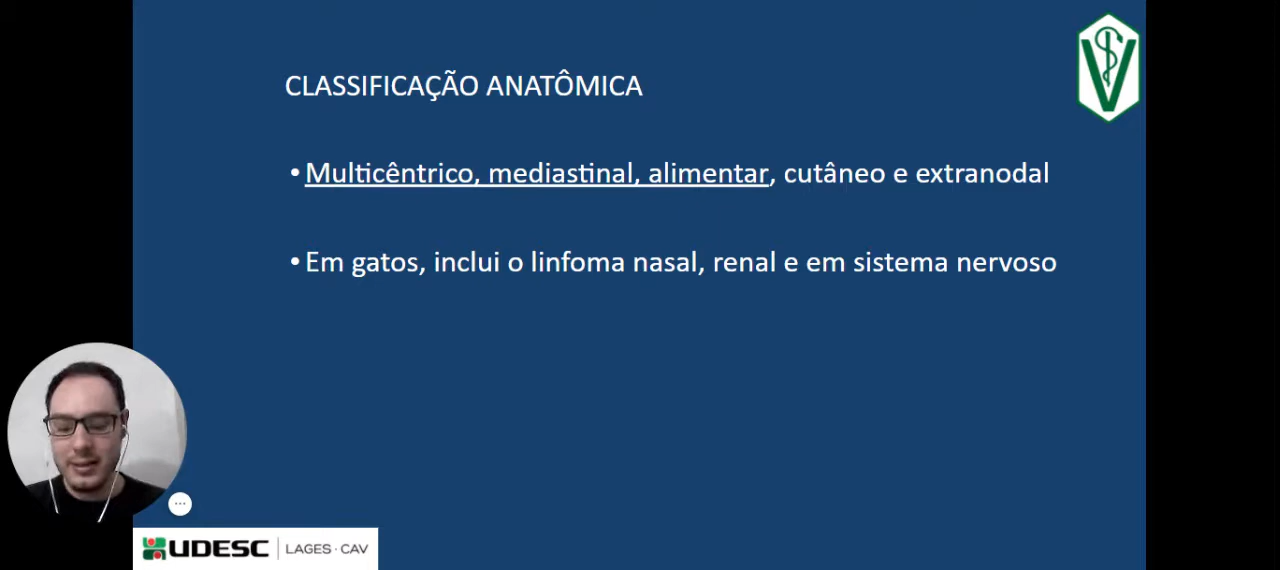 CLASSIFICAÇÃO ANATÔMICA
• Multicêntrico, mediastinal, alimentar, cutâneo e extranodal
• Em gatos, inclui o linfoma nasal, renal e em sistema nervoso
UDESC | LAGES · CAV